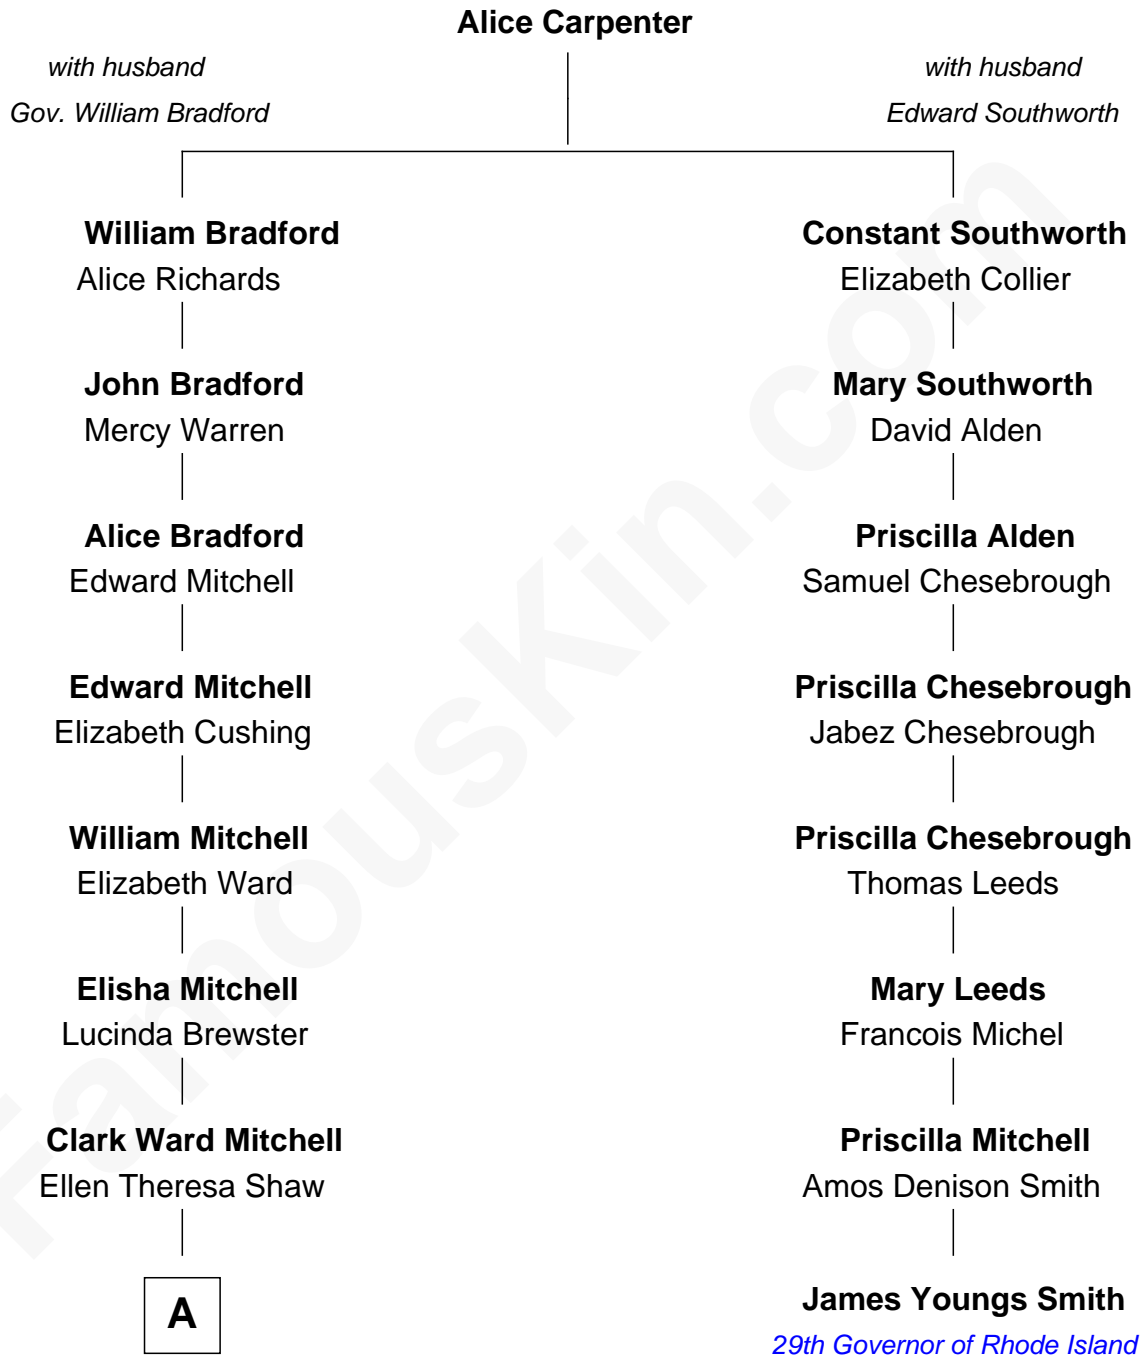 Alice Carpenter
with husband
Gov. William Bradford
with husband
Edward Southworth
William Bradford
Alice Richards
Constant Southworth
Elizabeth Collier
John Bradford
Mercy Warren
Mary Southworth
David Alden
Alice Bradford
Edward Mitchell
Priscilla Alden
Samuel Chesebrough
Edward Mitchell
Elizabeth Cushing
Priscilla Chesebrough
Jabez Chesebrough
William Mitchell
Elizabeth Ward
Priscilla Chesebrough
Thomas Leeds
Elisha Mitchell
Lucinda Brewster
Mary Leeds
Francois Michel
Clark Ward Mitchell
Ellen Theresa Shaw
Priscilla Mitchell
Amos Denison Smith
A
James Youngs Smith
29th Governor of Rhode Island
FamousKin.com